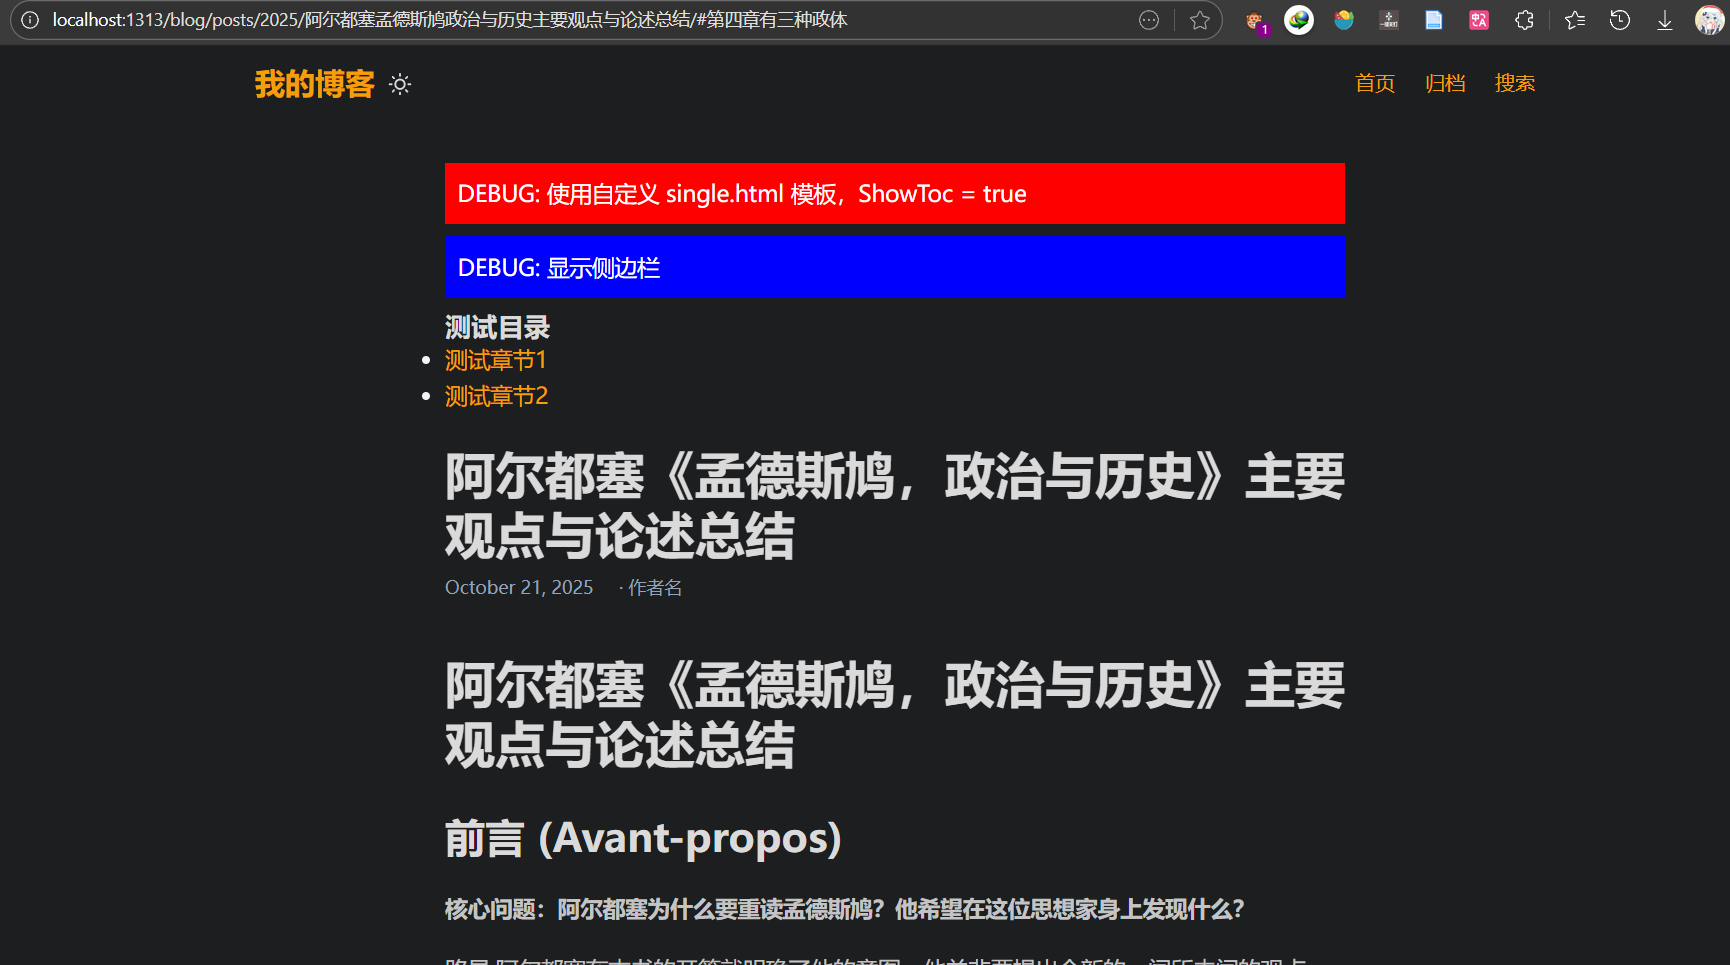 localhost:1313/blog/posts/2025/阿尔都塞孟德斯鸠政治与历史主要观点与论述总结/#第四章有三种政体
1
我的博客
首页 归档 搜索
DEBUG: 使用自定义 single.html 模板，ShowToc = true
DEBUG: 显示侧边栏
测试目录
测试章节1
测试章节2
阿尔都塞《孟德斯鸠，政治与历史》主要
观点与论述总结
October 21, 2025 · 作者名
阿尔都塞《孟德斯鸠，政治与历史》主要
观点与论述总结
前言 (Avant-propos)
核心问题：阿尔都塞为什么要重读孟德斯鸠？他希望在这位思想家身上发现什么？